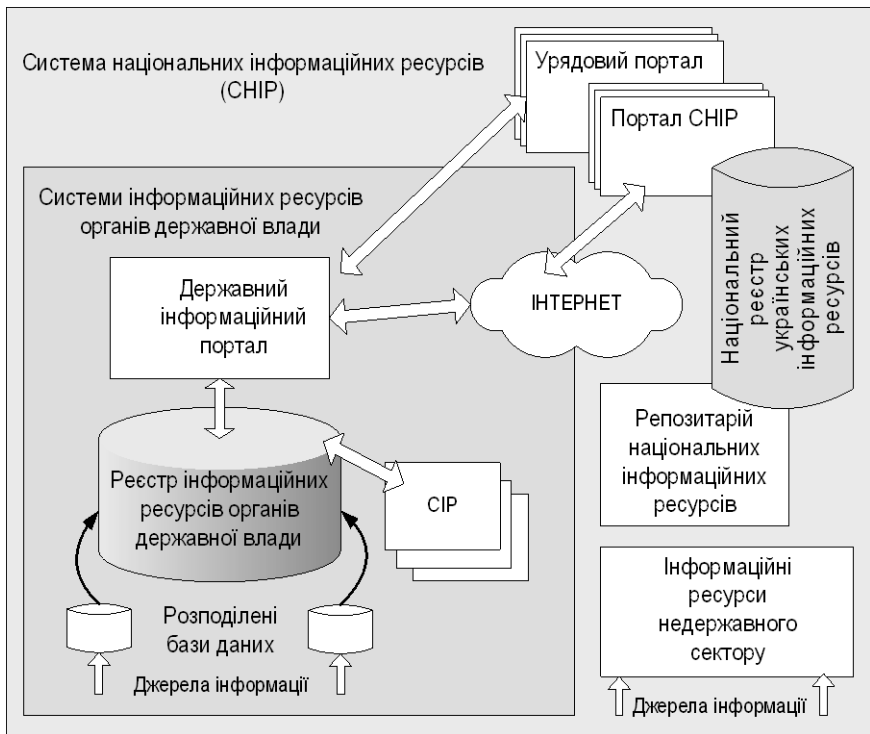 Система національних інформаційних ресурсів
(СНІР)
Урядовий портал
Портал СНІР
Системи інформаційних ресурсів
органів державної влади
Державний
інформаційний
портал
ІНТЕРНЕТ
Національний
реєстр
українських
інформаційних
ресурсів
Репозитарій
національних
інформаційних
ресурсів
Реєстр інформаційних
ресурсів органів
державної влади
СІР
Розподілені
бази даних
Джерела інформації
Інформаційні
ресурси
недержавного
сектору
Джерела інформації